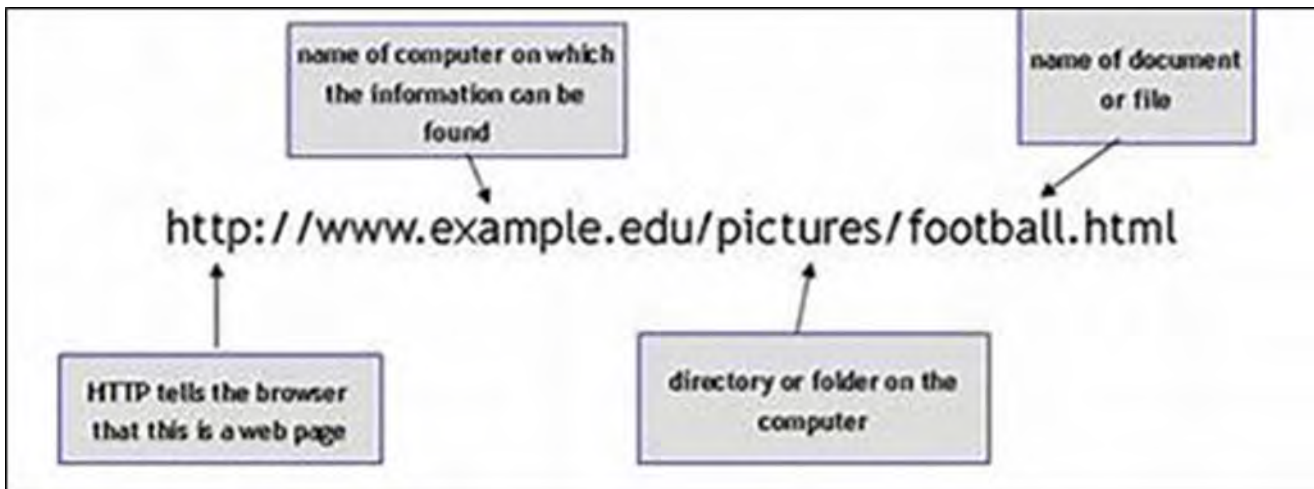 name of computer on which
the information can be
found
name of document
or file
http://www.example.edu/pictures/football.html
HTTP tells the browser
that this is a web page
directory or folder on the
computer